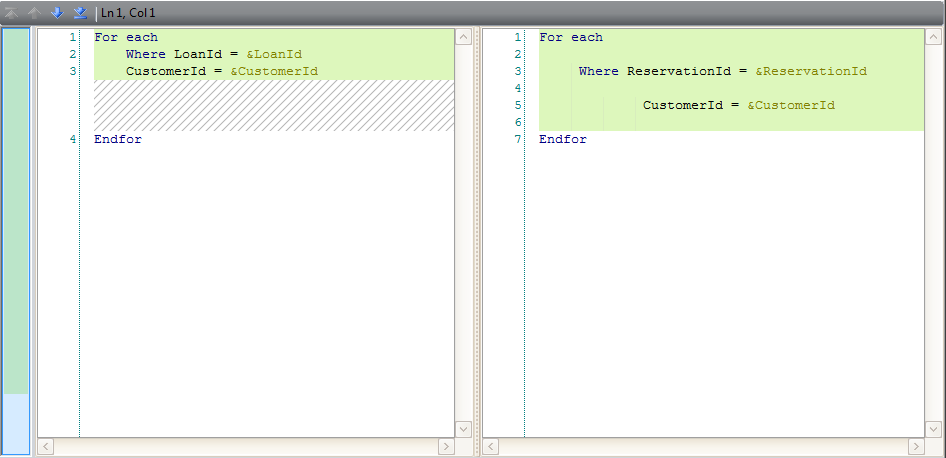 Ln 1, Col 1
1 For each
2 Where LoanId = &LoanId
3 CustomerId = &CustomerId
4 Endfor
1 For each
2
3 Where ReservationId = &ReservationId
4
5 CustomerId = &CustomerId
6
7 Endfor